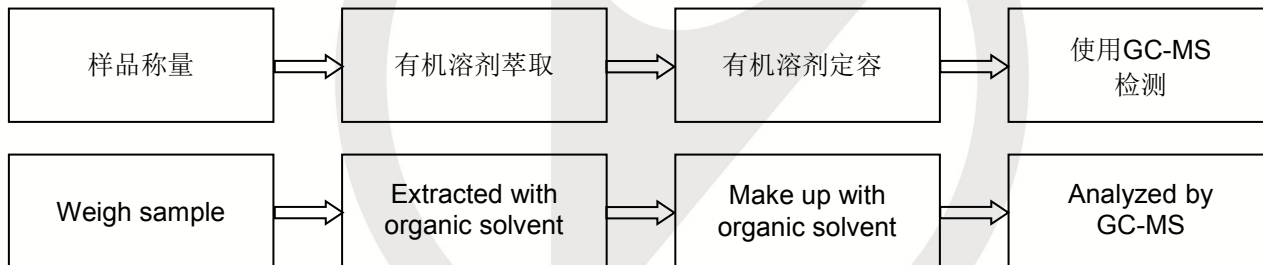 样品称量
有机溶剂萃取
有机溶剂定容
使用GC-MS
检测
Weigh sample
Extracted with
organic solvent
Make up with
organic solvent
Analyzed by
GC-MS